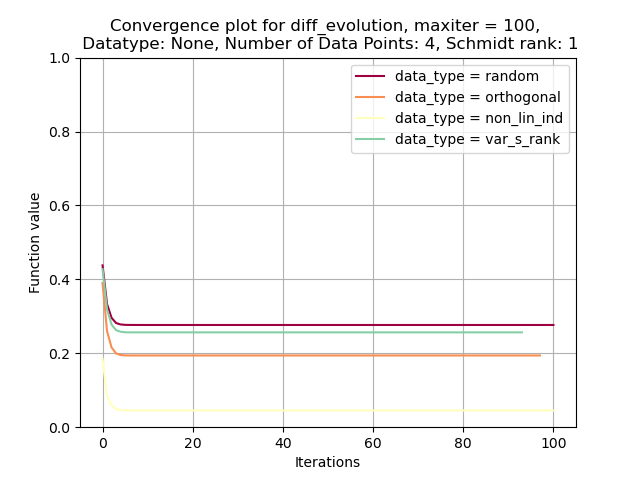 Convergence plot for diff_evolution, maxiter = 100,
Datatype: None, Number of Data Points: 4, Schmidt rank: 1
data_type = random
data_type = orthogonal
data_type = non_lin_ind
data_type = var_s_rank
Function value
1.0
0.8
0.6
0.4
0.2
0.0
0 20 40 60 80 100
Iterations